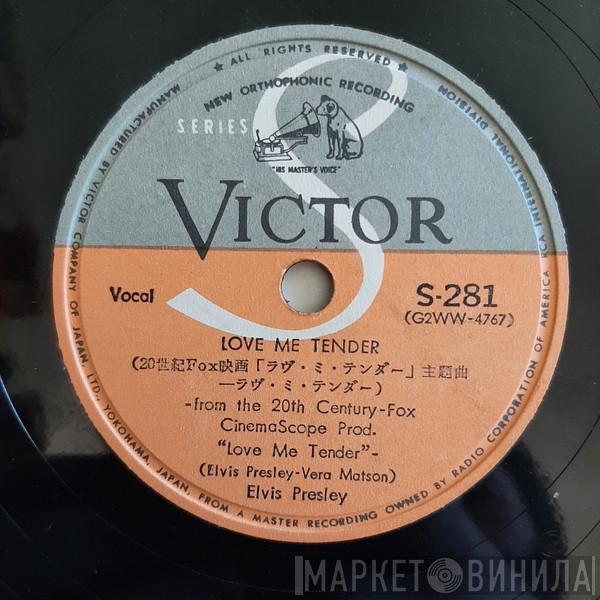 ★ ALL RIGHTS RESERVED ★
MANUFACTURED BY VICTOR COMPANY OF JAPAN, LTD., YOKOHAMA, JAPAN, FROM A MASTER RECORDING OWNED BY RADIO CORPORATION OF AMERICA RCA INTERNATIONAL DIVISION
NEW ORTHOPHONIC RECORDING
SERIES S
"HIS MASTER'S VOICE"
VICTOR
Vocal
S-281
(G2WW-4767)
LOVE ME TENDER
(20世紀Fox映画「ラヴ・ミ・テンダー」主題曲
—ラヴ・ミ・テンダー)
-from the 20th Century-Fox
CinemaScope Prod.
"Love Me Tender"-
(Elvis Presley-Vera Matson)
Elvis Presley
МАРКЕТ ВИНИЛА